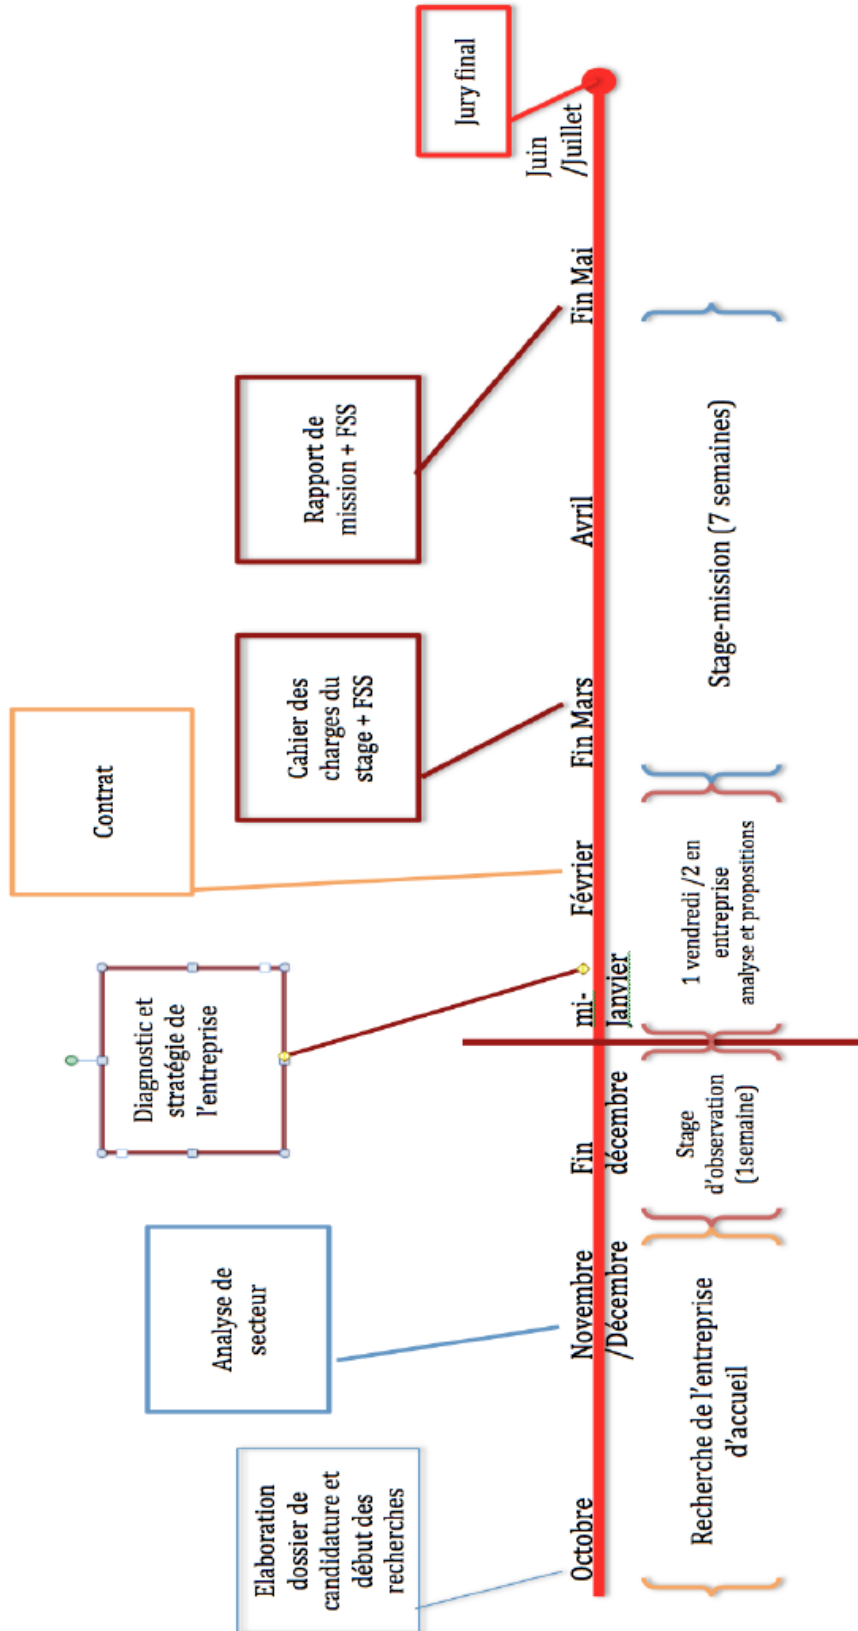 Elaboration
dossier de
candidature et
début des
recherches
Analyse de
secteur
Diagnostic et
stratégie de
l'entreprise
Contrat
Cahier des
charges du
stage + FSS
Rapport de
mission + FSS
Jury final
Octobre
Novembre
/Décembre
Fin
décembre
mi-
Janvier
Février
Fin Mars
Avril
Fin Mai
Juin
/Juillet
Recherche de l'entreprise
d'accueil
Stage
d'observation
(1semaine)
1 vendredi /2 en
entreprise
analyse et propositions
Stage-mission (7 semaines)